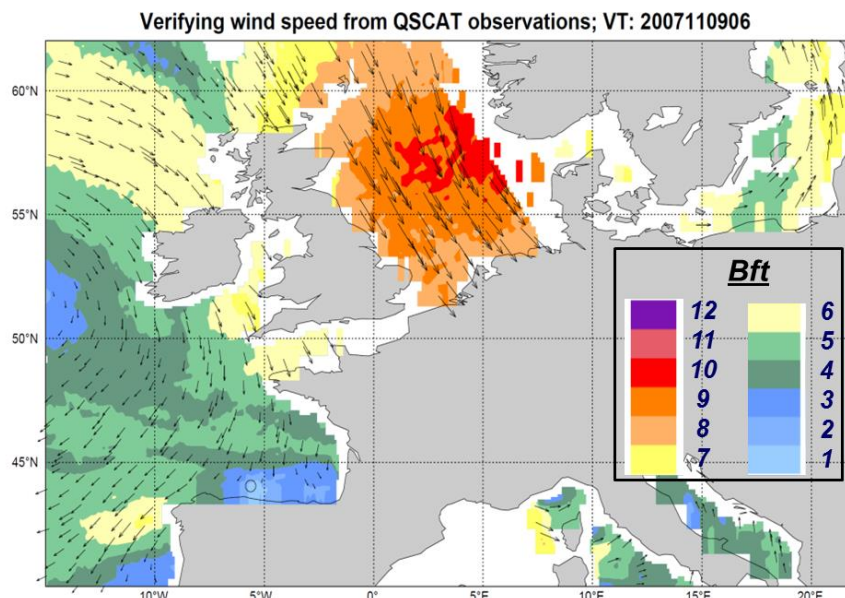 Verifying wind speed from QSCAT observations; VT: 2007110906
60°N
55°N
50°N
45°N
10°W
5°W
0°
5°E
10°E
15°E
20°E
Bft
12 6
11 5
10 4
9 3
8 2
7 1